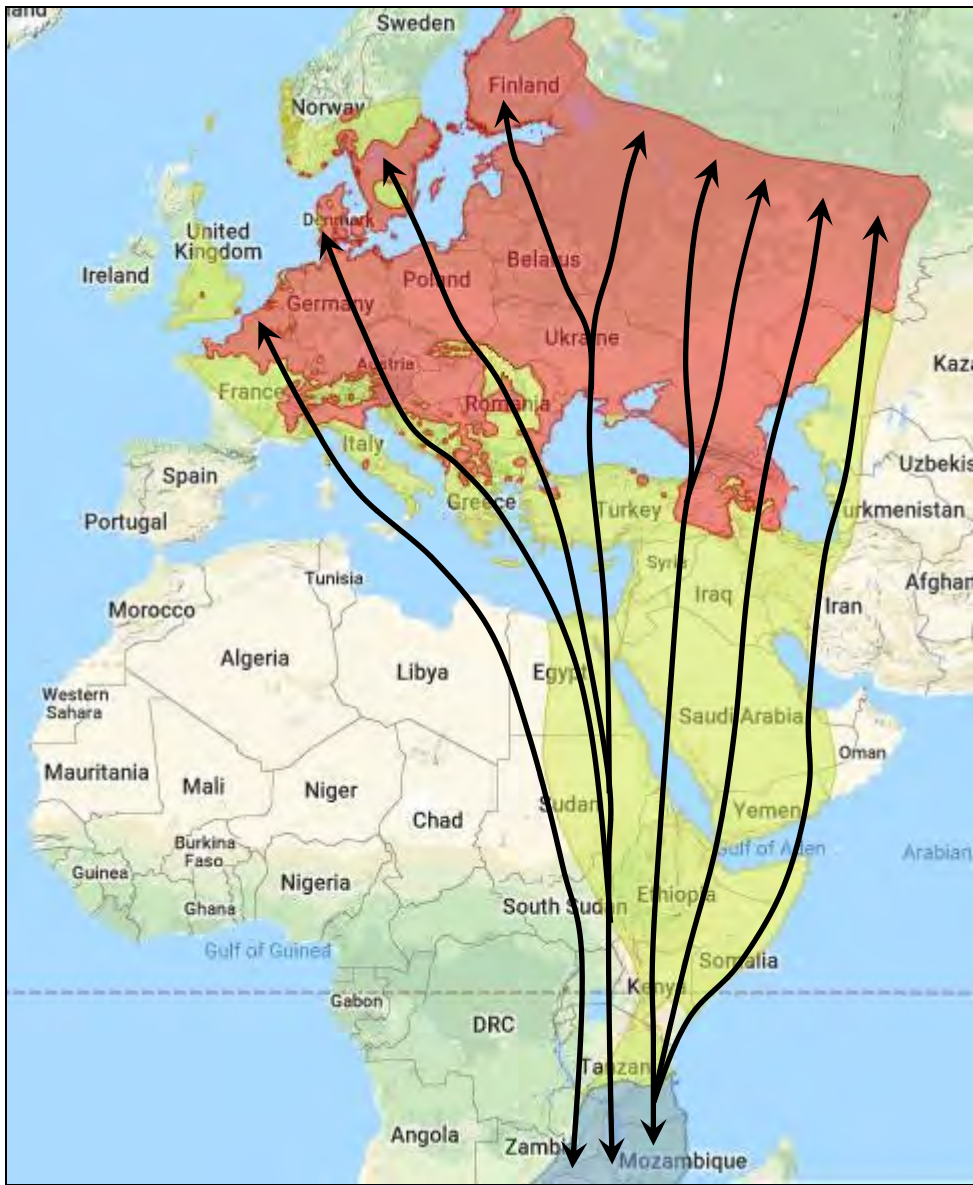 land
Sweden
Finland
Norway
Denmark
United
Kingdom
Ireland
Belarus
Poland
Germany
Ukraine
Austria
Kaza
France
Romania
Italy
Spain
Uzbekis
Greece
Portugal
Turkey
Turkmenistan
Syria
Tunisia
Afghan
Iraq
Morocco
Iran
Algeria
Libya
Egypt
Western
Sahara
Saudi Arabia
Oman
Mauritania
Mali
Niger
Sudan
Yemen
Chad
Burkina
Faso
Gulf of Aden
Arabian
Guinea
Nigeria
Ethiopia
Ghana
South Sudan
Gulf of Guinea
Somalia
Kenya
Gabon
DRC
Tanzan
Angola
Zambi
Mozambique